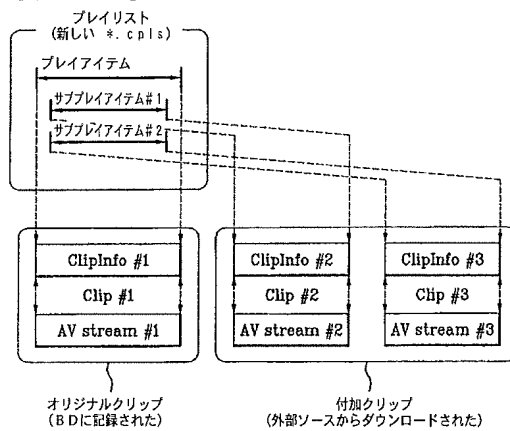 プレイリスト
(新しい *.cpls)
プレイアイテム
サブプレイアイテム#1
サブプレイアイテム#2
ClipInfo #1
Clip #1
AV stream #1
ClipInfo #2
Clip #2
AV stream #2
ClipInfo #3
Clip #3
AV stream #3
オリジナルクリップ
(BDに記録された)
付加クリップ
(外部ソースからダウンロードされた)